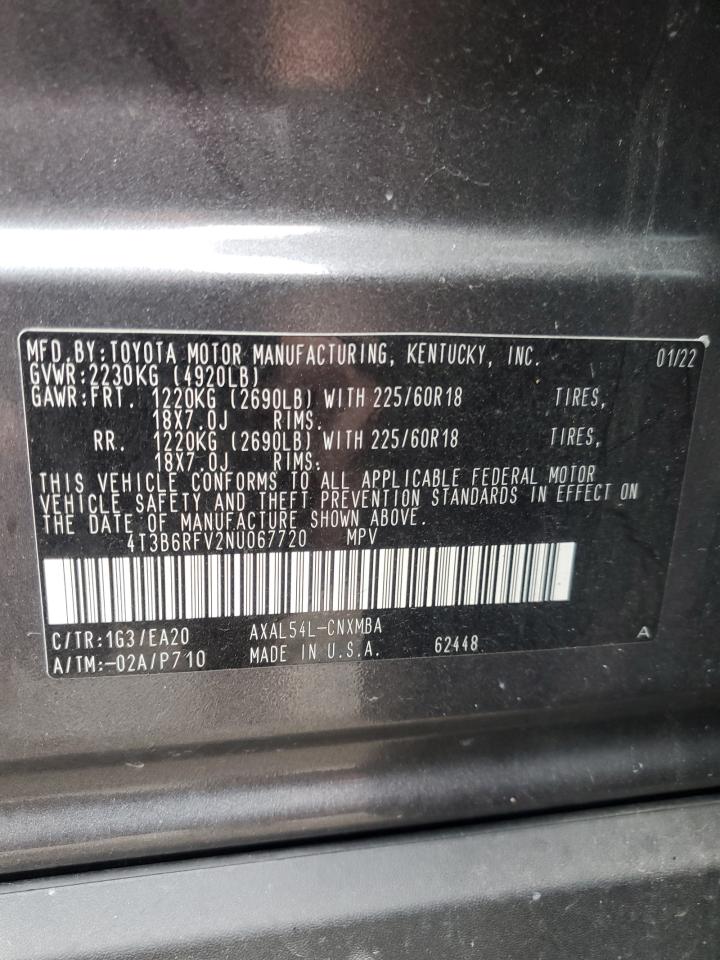 MFD.BY:TOYOTA MOTOR MANUFACTURING, KENTUCKY, INC. 01/22
GVWR:2230KG (4920LB)
GAWR:FRT. 1220KG (2690LB) WITH 225/60R18 TIRES,
18X7.0J RIMS.
RR. 1220KG (2690LB) WITH 225/60R18 TIRES,
18X7.0J RIMS.
THIS VEHICLE CONFORMS TO ALL APPLICABLE FEDERAL MOTOR
VEHICLE SAFETY AND THEFT PREVENTION STANDARDS IN EFFECT ON
THE DATE OF MANUFACTURE SHOWN ABOVE.
4T3B6RFV2NU067720 MPV
C/TR:1G3/EA20 AXAL54L-CNXMBA A
A/TM:-02A/P710 MADE IN U.S.A. 62448